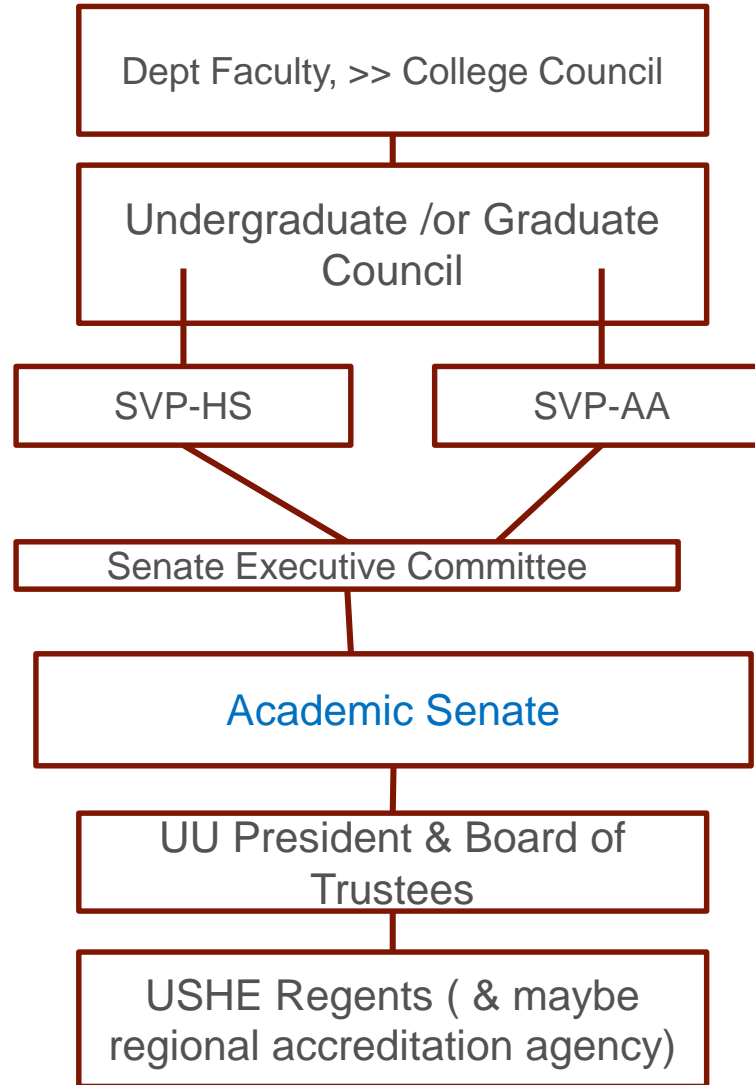 Dept Faculty, >> College Council
Undergraduate /or Graduate
Council
SVP-HS
SVP-AA
Senate Executive Committee
Academic Senate
UU President & Board of
Trustees
USHE Regents ( & maybe
regional accreditation agency)